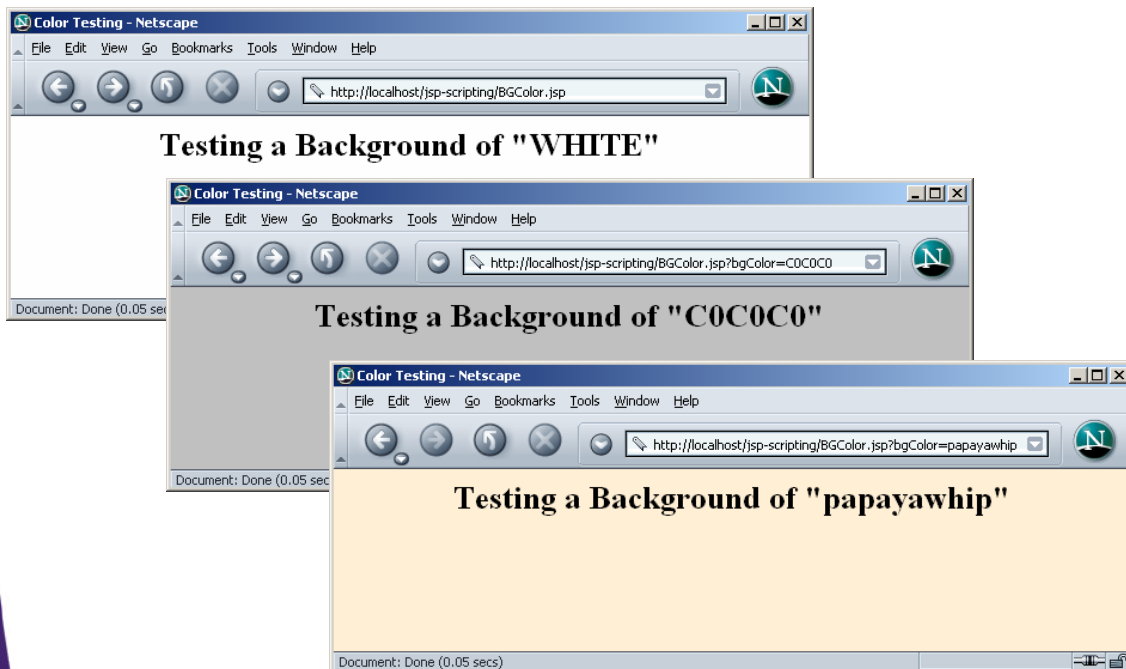 Color Testing - Netscape
File Edit View Go Bookmarks Tools Window Help
http://localhost/jsp-scripting/BGColor.jsp
N
Testing a Background of "WHITE"
Document: Done (0.05 sec
Color Testing - Netscape
File Edit View Go Bookmarks Tools Window Help
http://localhost/jsp-scripting/BGColor.jsp?bgColor=C0C0C0
N
Testing a Background of "C0C0C0"
Document: Done (0.05 sec
Color Testing - Netscape
File Edit View Go Bookmarks Tools Window Help
http://localhost/jsp-scripting/BGColor.jsp?bgColor=papayawhip
N
Testing a Background of "papayawhip"
Document: Done (0.05 secs)